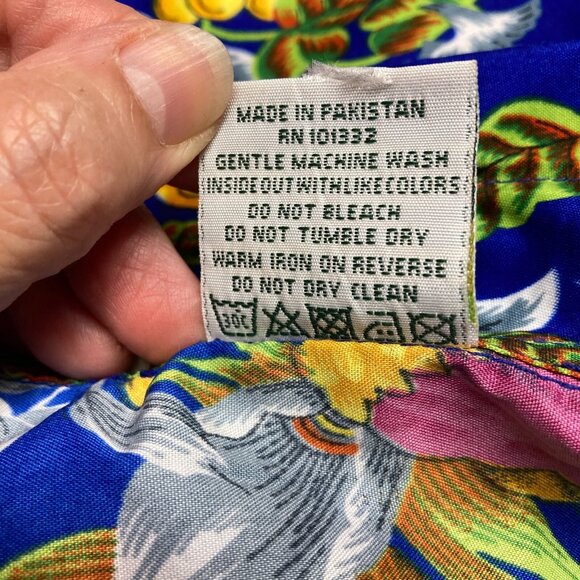 MADE IN PAKISTAN
RN 101332
GENTLE MACHINE WASH
INSIDE OUT WITH LIKE COLORS
DO NOT BLEACH
DO NOT TUMBLE DRY
WARM IRON ON REVERSE
DO NOT DRY CLEAN
30C